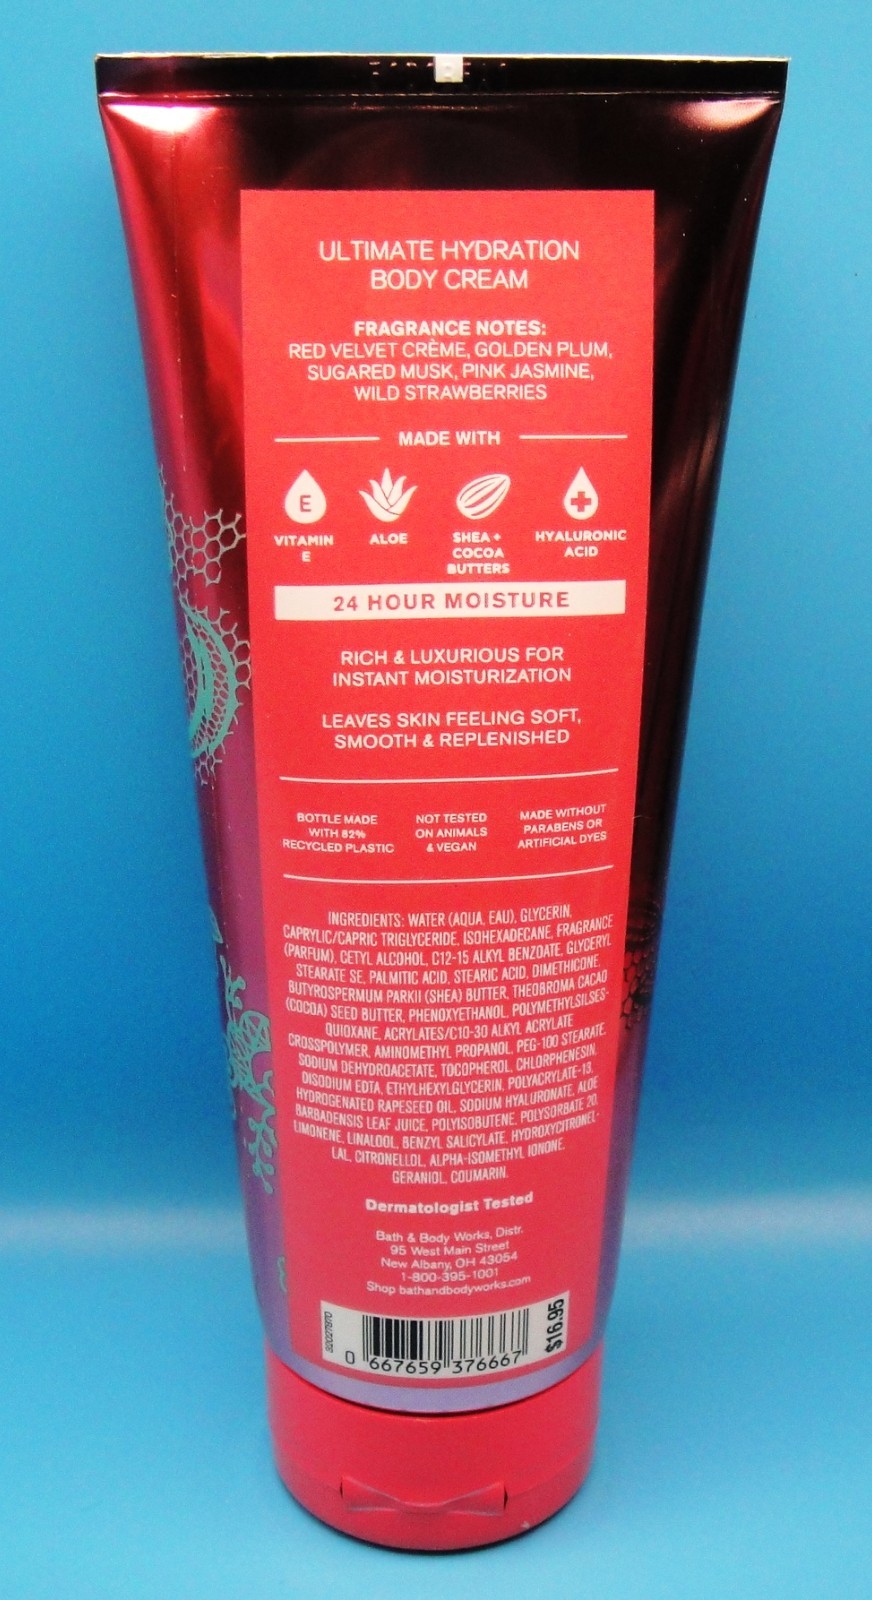 ULTIMATE HYDRATION
BODY CREAM
FRAGRANCE NOTES:
RED VELVET CRÈME, GOLDEN PLUM,
SUGARED MUSK, PINK JASMINE,
WILD STRAWBERRIES
MADE WITH
E
VITAMIN
E
ALOE
SHEA +
COCOA
BUTTERS
HYALURONIC
ACID
24 HOUR MOISTURE
RICH & LUXURIOUS FOR
INSTANT MOISTURIZATION
LEAVES SKIN FEELING SOFT,
SMOOTH & REPLENISHED
BOTTLE MADE
WITH 82%
RECYCLED PLASTIC
NOT TESTED
ON ANIMALS
& VEGAN
MADE WITHOUT
PARABENS OR
ARTIFICIAL DYES
INGREDIENTS: WATER (AQUA, EAU), GLYCERIN,
CAPRYLIC/CAPRIC TRIGLYCERIDE, ISOHEXADECANE, FRAGRANCE
(PARFUM), CETYL ALCOHOL, C12-15 ALKYL BENZOATE, GLYCERYL
STEARATE SE, PALMITIC ACID, STEARIC ACID, DIMETHICONE,
BUTYROSPERMUM PARKII (SHEA) BUTTER, THEOBROMA CACAO
(COCOA) SEED BUTTER, PHENOXYETHANOL, POLYMETHYLSILSES-
QUIOXANE, ACRYLATES/C10-30 ALKYL ACRYLATE
CROSSPOLYMER, AMINOMETHYL PROPANOL, PEG-100 STEARATE,
SODIUM DEHYDROACETATE, TOCOPHEROL, CHLORPHENESIN,
DISODIUM EDTA, ETHYLHEXYLGLYCERIN, POLYACRYLATE-13,
HYDROGENATED RAPESEED OIL, SODIUM HYALURONATE, ALOE
BARBADENSIS LEAF JUICE, POLYISOBUTENE, POLYSORBATE 20,
LIMONENE, LINALOOL, BENZYL SALICYLATE, HYDROXYCITRONEL-
LAL, CITRONELLOL, ALPHA-ISOMETHYL IONONE,
GERANIOL, COUMARIN.
Dermatologist Tested
Bath & Body Works, Distr.
95 West Main Street
New Albany, OH 43054
1-800-395-1001
Shop bathandbodyworks.com
0 667659 376667
$16.95